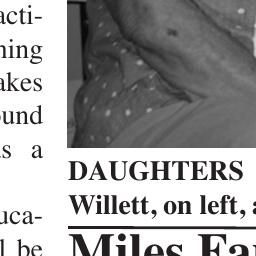 acti-
ning
akes
ound
s a
uca-
l be
DAUGHTERS
Willett, on left,
Miles Fa